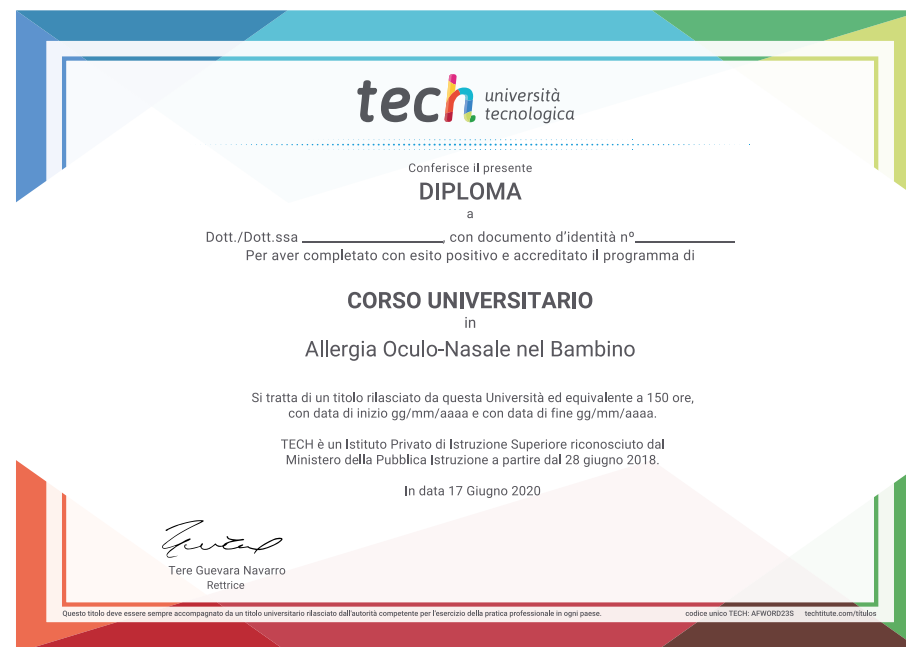 tech università
tecnologica
Conferisce il presente
DIPLOMA
a
Dott./Dott.ssa ____________________, con documento d'identità nº______________
Per aver completato con esito positivo e accreditato il programma di
CORSO UNIVERSITARIO
in
Allergia Oculo-Nasale nel Bambino
Si tratta di un titolo rilasciato da questa Università ed equivalente a 150 ore,
con data di inizio gg/mm/aaaa e con data di fine gg/mm/aaaa.
TECH è un Istituto Privato di Istruzione Superiore riconosciuto dal
Ministero della Pubblica Istruzione a partire dal 28 giugno 2018.
In data 17 Giugno 2020
Tere Guevara Navarro
Rettrice
Questo titolo deve essere sempre accompagnato da un titolo universitario rilasciato dall'autorità competente per l'esercizio della pratica professionale in ogni paese. codice unico TECH: AFWORD23S techtitute.com/titulos